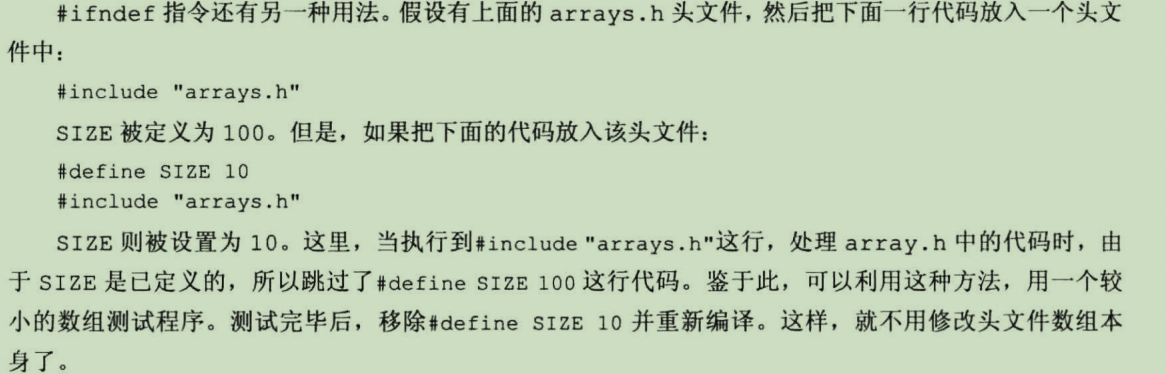 #ifndef 指令还有另一种用法。假设有上面的 arrays.h 头文件，然后把下面一行代码放入一个头文
件中：
#include "arrays.h"
SIZE 被定义为 100。但是，如果把下面的代码放入该头文件：
#define SIZE 10
#include "arrays.h"
SIZE 则被设置为 10。这里，当执行到#include "arrays.h"这行，处理 array.h 中的代码时，由
于 SIZE 是已定义的，所以跳过了#define SIZE 100 这行代码。鉴于此，可以利用这种方法，用一个较
小的数组测试程序。测试完毕后，移除#define SIZE 10 并重新编译。这样，就不用修改头文件数组本
身了。